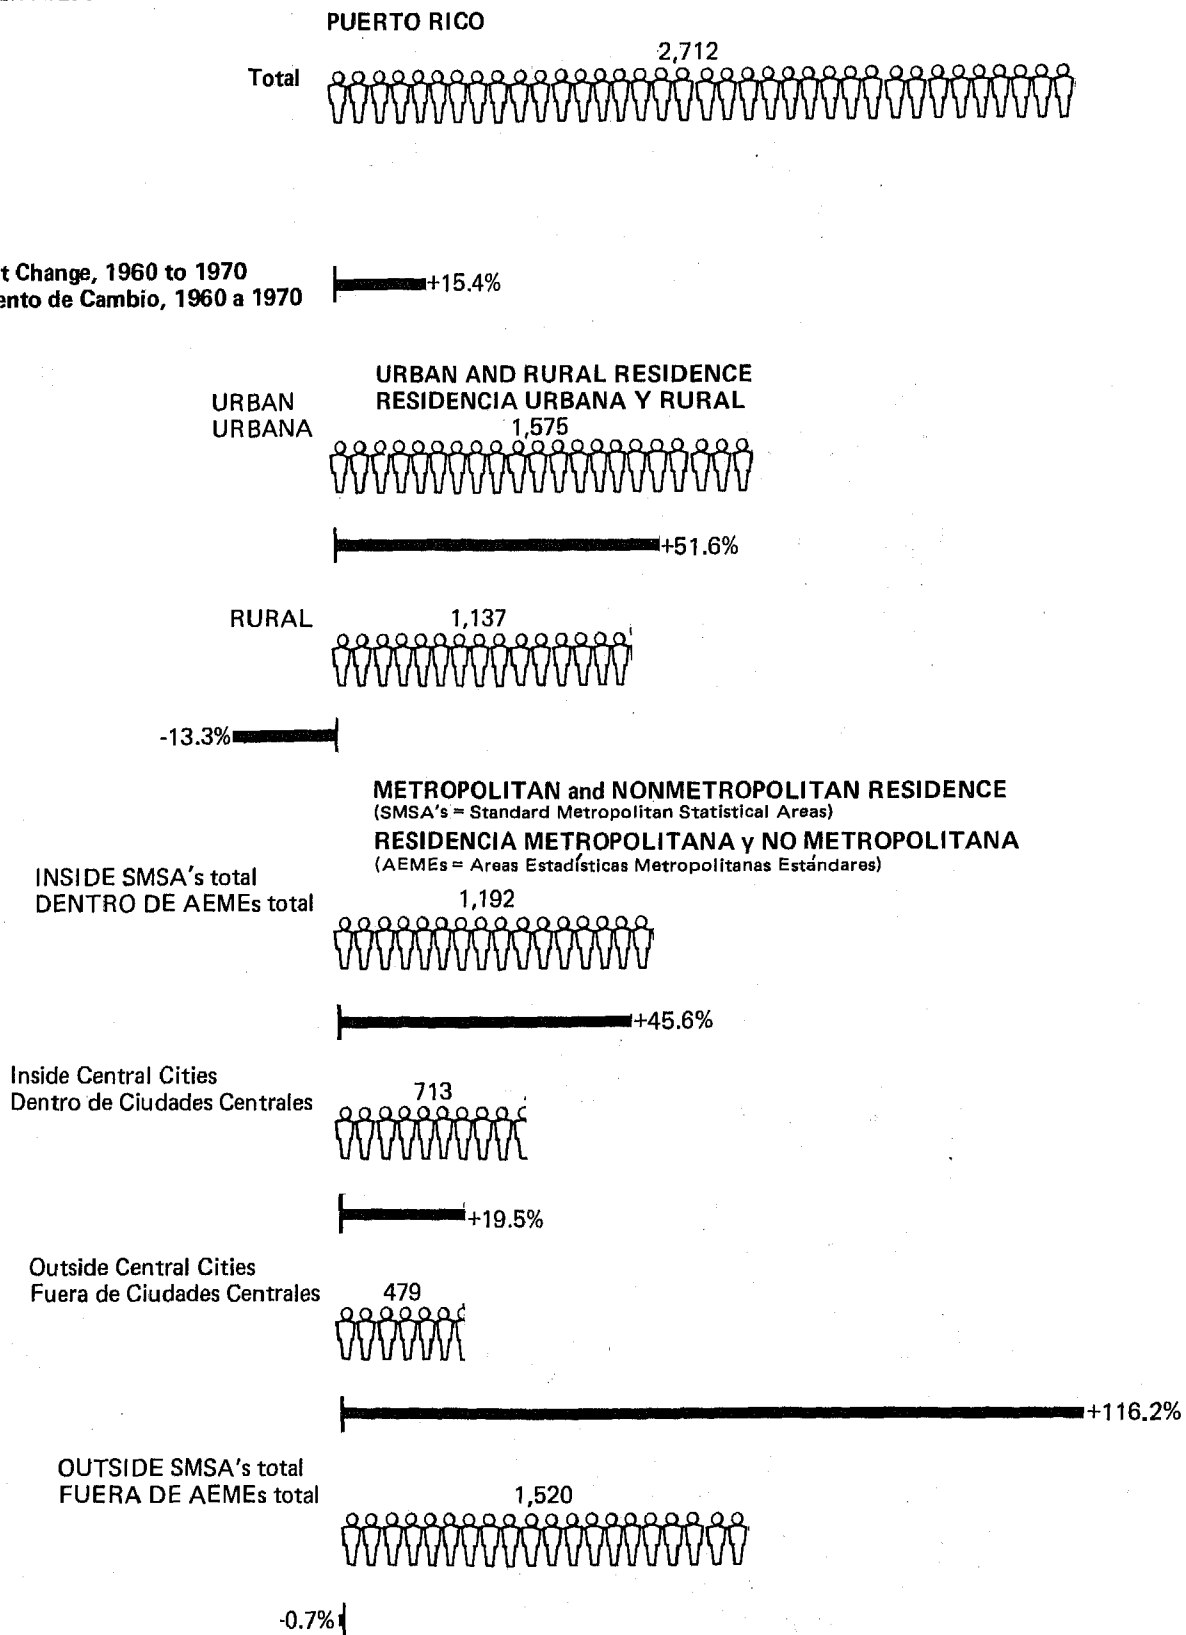 PUERTO RICO
2,712
Total
t Change, 1960 to 1970
+15.4%
ento de Cambio, 1960 a 1970
URBAN AND RURAL RESIDENCE
URBAN
RESIDENCIA URBANA Y RURAL
URBANA
1,575
+51.6%
RURAL
1,137
-13.3%
METROPOLITAN and NONMETROPOLITAN RESIDENCE
(SMSA's = Standard Metropolitan Statistical Areas)
RESIDENCIA METROPOLITANA y NO METROPOLITANA
(AEMEs = Areas Estadísticas Metropolitanas Estándares)
INSIDE SMSA's total
DENTRO DE AEMEs total
1,192
+45.6%
Inside Central Cities
Dentro de Ciudades Centrales
713
+19.5%
Outside Central Cities
Fuera de Ciudades Centrales
479
+116.2%
OUTSIDE SMSA's total
FUERA DE AEMEs total
1,520
-0.7%